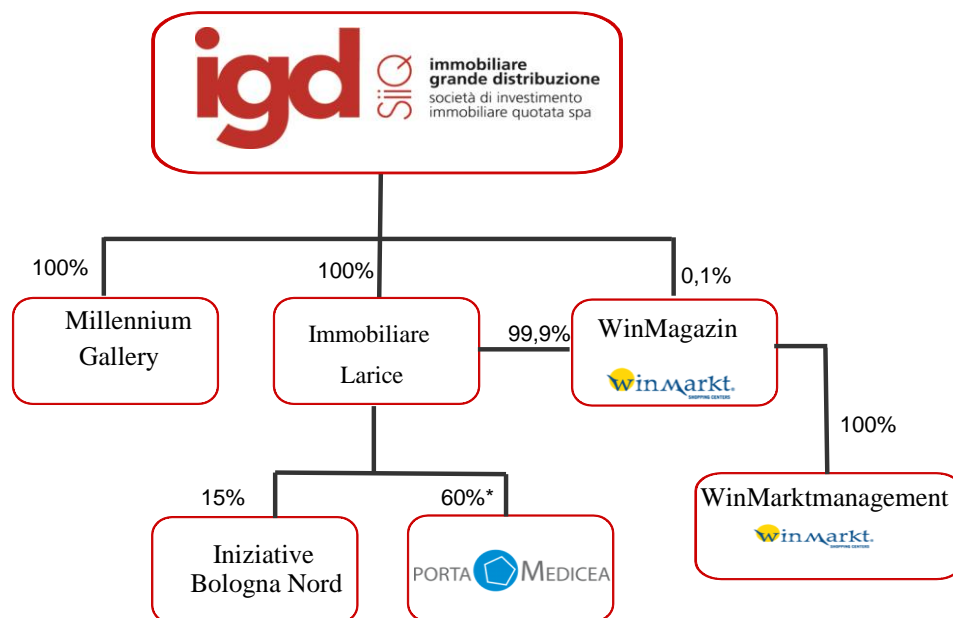 igd
SIIQ
immobiliare
grande distribuzione
società di investimento
immobiliare quotata spa
100%
100%
0,1%
Millennium
Gallery
Immobiliare
Larice
99,9%
WinMagazin
winmarkt.
SHOPPING CENTERS
100%
15%
60%*
Iniziative
Bologna Nord
PORTA MEDICEA
WinMarktmanagement
winmarkt.
SHOPPING CENTERS